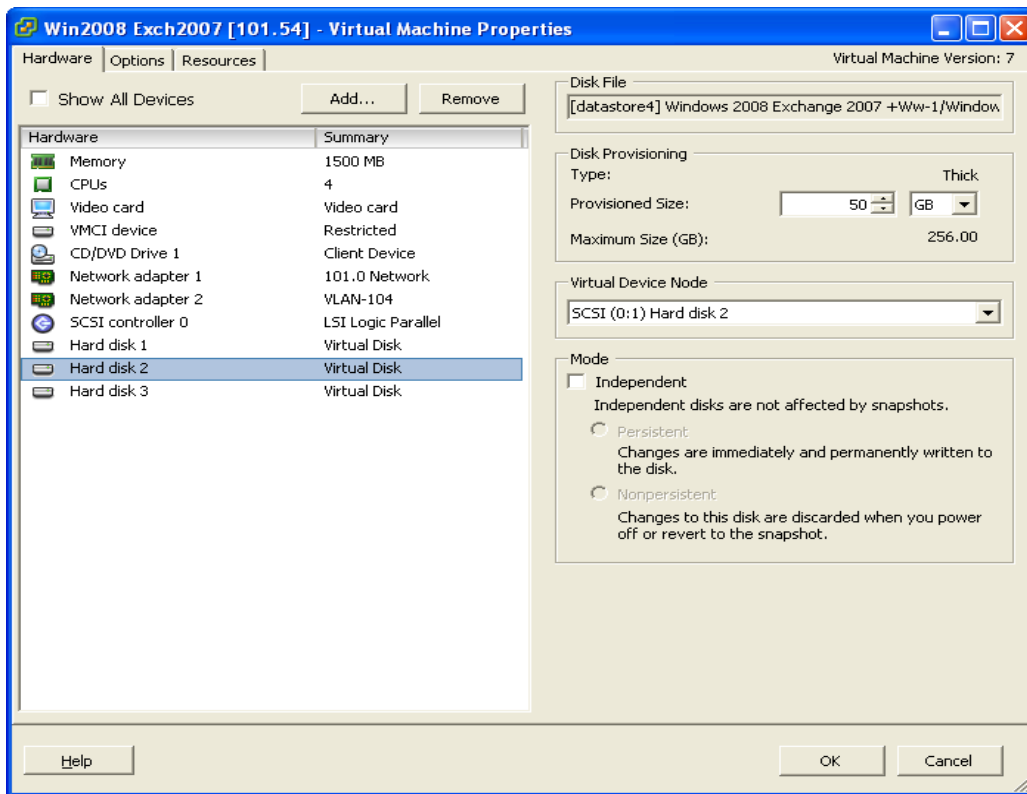 Win2008 Exch2007 [101.54] - Virtual Machine Properties
Hardware Options Resources
Virtual Machine Version: 7
Show All Devices
Add...
Remove
Hardware Summary
Memory 1500 MB
CPUs 4
Video card Video card
VMCI device Restricted
CD/DVD Drive 1 Client Device
Network adapter 1 101.0 Network
Network adapter 2 VLAN-104
SCSI controller 0 LSI Logic Parallel
Hard disk 1 Virtual Disk
Hard disk 2 Virtual Disk
Hard disk 3 Virtual Disk
Disk File
[datastore4] Windows 2008 Exchange 2007 +Ww-1/Window
Disk Provisioning
Type: Thick
Provisioned Size: 50 GB
Maximum Size (GB): 256.00
Virtual Device Node
SCSI (0:1) Hard disk 2
Mode
Independent
Independent disks are not affected by snapshots.
Persistent
Changes are immediately and permanently written to
the disk.
Nonpersistent
Changes to this disk are discarded when you power
off or revert to the snapshot.
Help
OK
Cancel